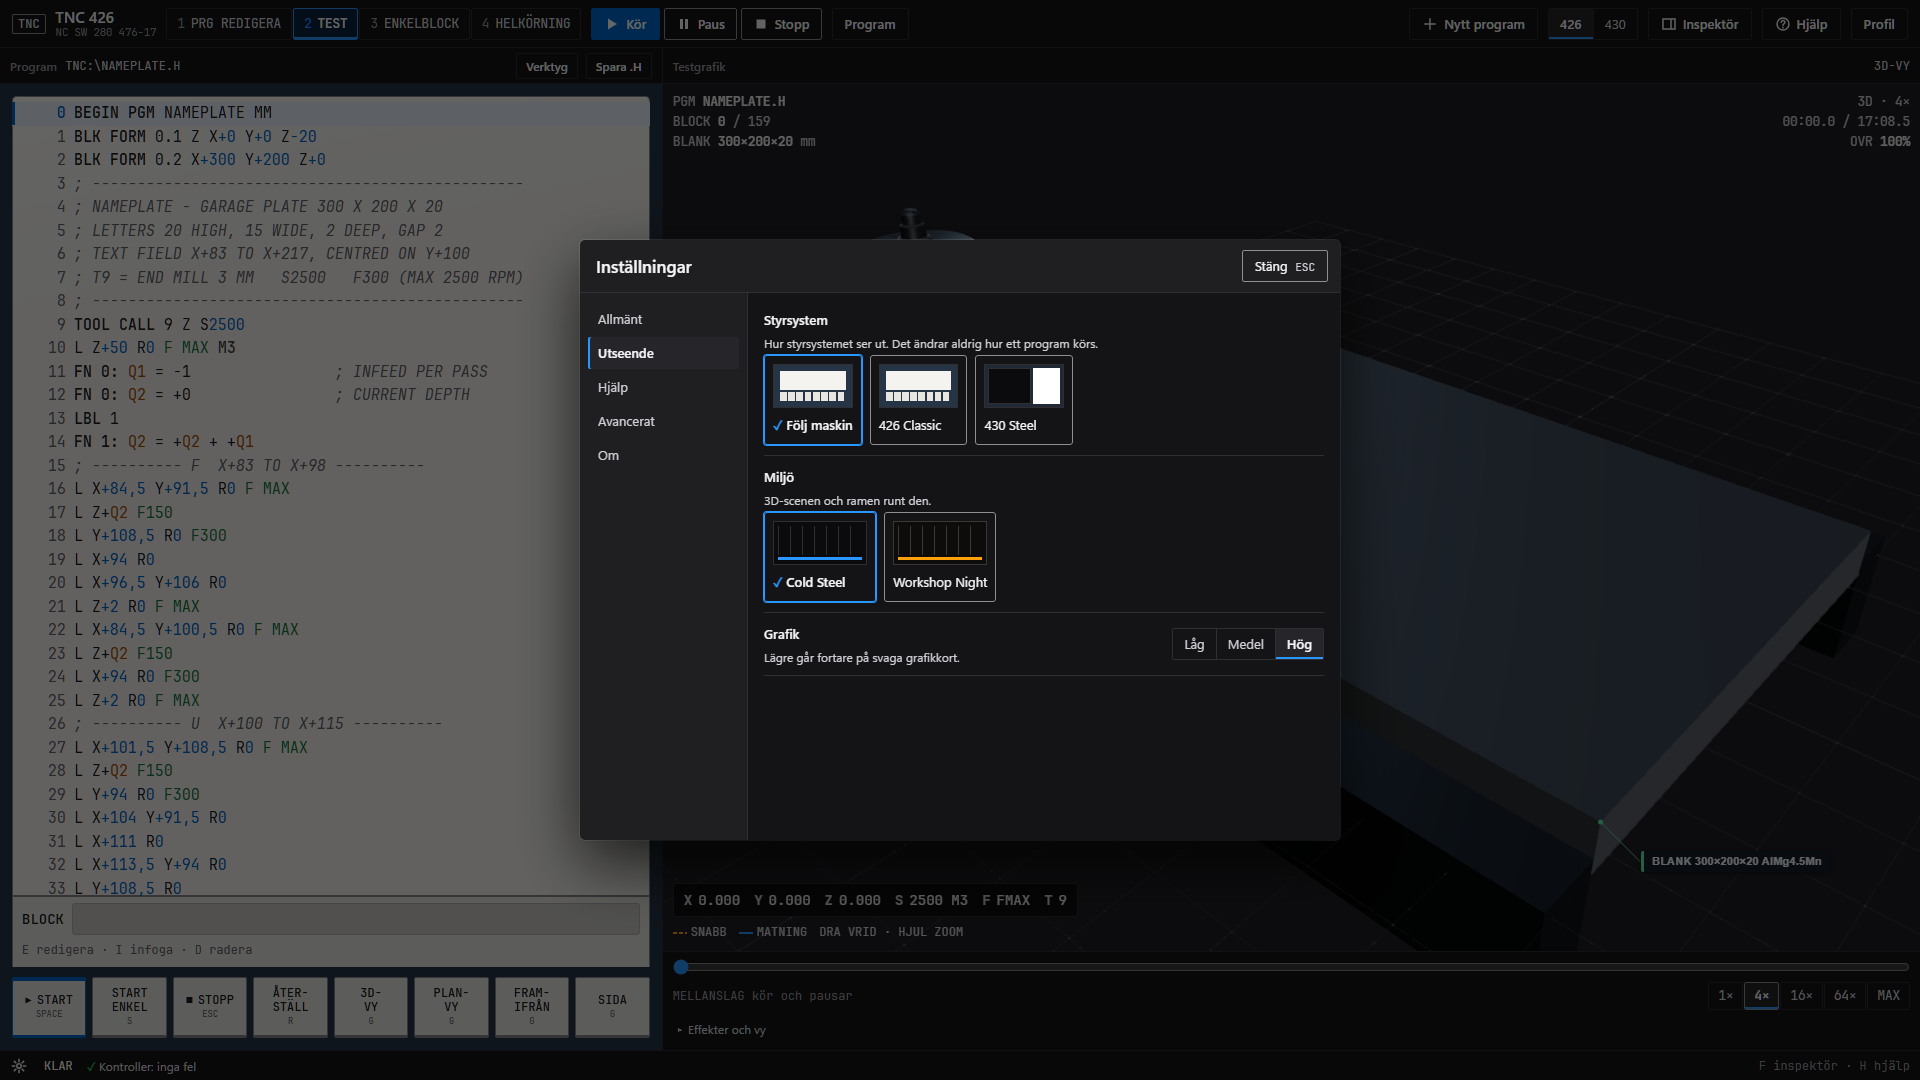 TNC TNC 426 NC SW 280 476-17 1 PRG REDIGERA 2 TEST 3 ENKELBLOCK 4 HELKÖRNING Kör Paus Stopp Program Nytt program 426 430 Inspektör Hjälp Profil
Program TNC:\NAMEPLATE.H Verktyg Spara .H
0 BEGIN PGM NAMEPLATE MM
1 BLK FORM 0.1 Z X+0 Y+0 Z-20
2 BLK FORM 0.2 X+300 Y+200 Z+0
3 ; ------------------------------------------------
4 ; NAMEPLATE - GARAGE PLATE 300 X 200 X 20
5 ; LETTERS 20 HIGH, 15 WIDE, 2 DEEP, GAP 2
6 ; TEXT FIELD X+83 TO X+217, CENTRED ON Y+100
7 ; T9 = END MILL 3 MM   S2500   F300 (MAX 2500 RPM)
8 ; ------------------------------------------------
9 TOOL CALL 9 Z S2500
10 L Z+50 R0 F MAX M3
11 FN 0: Q1 = -1 ; INFEED PER PASS
12 FN 0: Q2 = +0 ; CURRENT DEPTH
13 LBL 1
14 FN 1: Q2 = +Q2 + +Q1
15 ; ---------- F  X+83 TO X+98 ----------
16 L X+84,5 Y+91,5 R0 F MAX
17 L Z+Q2 F150
18 L Y+108,5 R0 F300
19 L X+94 R0
20 L X+96,5 Y+106 R0
21 L Z+2 R0 F MAX
22 L X+84,5 Y+100,5 R0 F MAX
23 L Z+Q2 F150
24 L X+94 R0 F300
25 L Z+2 R0 F MAX
26 ; ---------- U  X+100 TO X+115 ----------
27 L X+101,5 Y+108,5 R0 F MAX
28 L Z+Q2 F150
29 L Y+94 R0 F300
30 L X+104 Y+91,5 R0
31 L X+111 R0
32 L X+113,5 Y+94 R0
33 L Y+108,5 R0
BLOCK
E redigera · I infoga · D radera
START SPACE
START ENKEL S
STOPP ESC
ÅTER-STÄLL R
3D-VY G
PLAN-VY G
FRAM-IFRÅN G
SIDA G
Testgrafik 3D-VY
PGM NAMEPLATE.H
BLOCK 0 / 159
BLANK 300×200×20 mm
3D · 4×
00:00.0 / 17:08.5
OVR 100%
Inställningar Stäng ESC
Allmänt
Utseende
Hjälp
Avancerat
Om
Styrsystem
Hur styrsystemet ser ut. Det ändrar aldrig hur ett program körs.
✓ Följ maskin 426 Classic 430 Steel
Miljö
3D-scenen och ramen runt den.
✓ Cold Steel Workshop Night
Grafik
Lägre går fortare på svaga grafikkort.
Låg Medel Hög
BLANK 300×200×20 AlMg4.5Mn
X 0.000 Y 0.000 Z 0.000 S 2500 M3 F FMAX T 9
SNABB MATNING DRA VRID · HJUL ZOOM
MELLANSLAG kör och pausar 1× 4× 16× 64× MAX
Effekter och vy
KLAR ✓ Kontroller: inga fel F inspektör · H hjälp